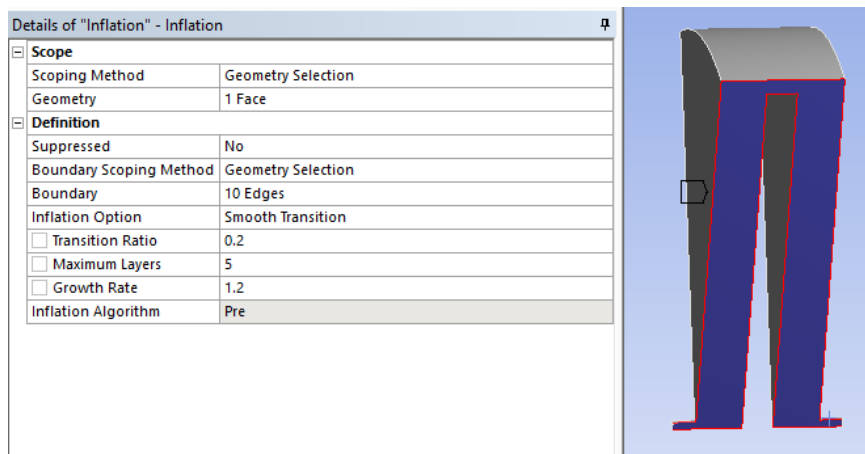 Details of "Inflation" - Inflation
Scope
Scoping Method Geometry Selection
Geometry 1 Face
Definition
Suppressed No
Boundary Scoping Method Geometry Selection
Boundary 10 Edges
Inflation Option Smooth Transition
Transition Ratio 0.2
Maximum Layers 5
Growth Rate 1.2
Inflation Algorithm Pre